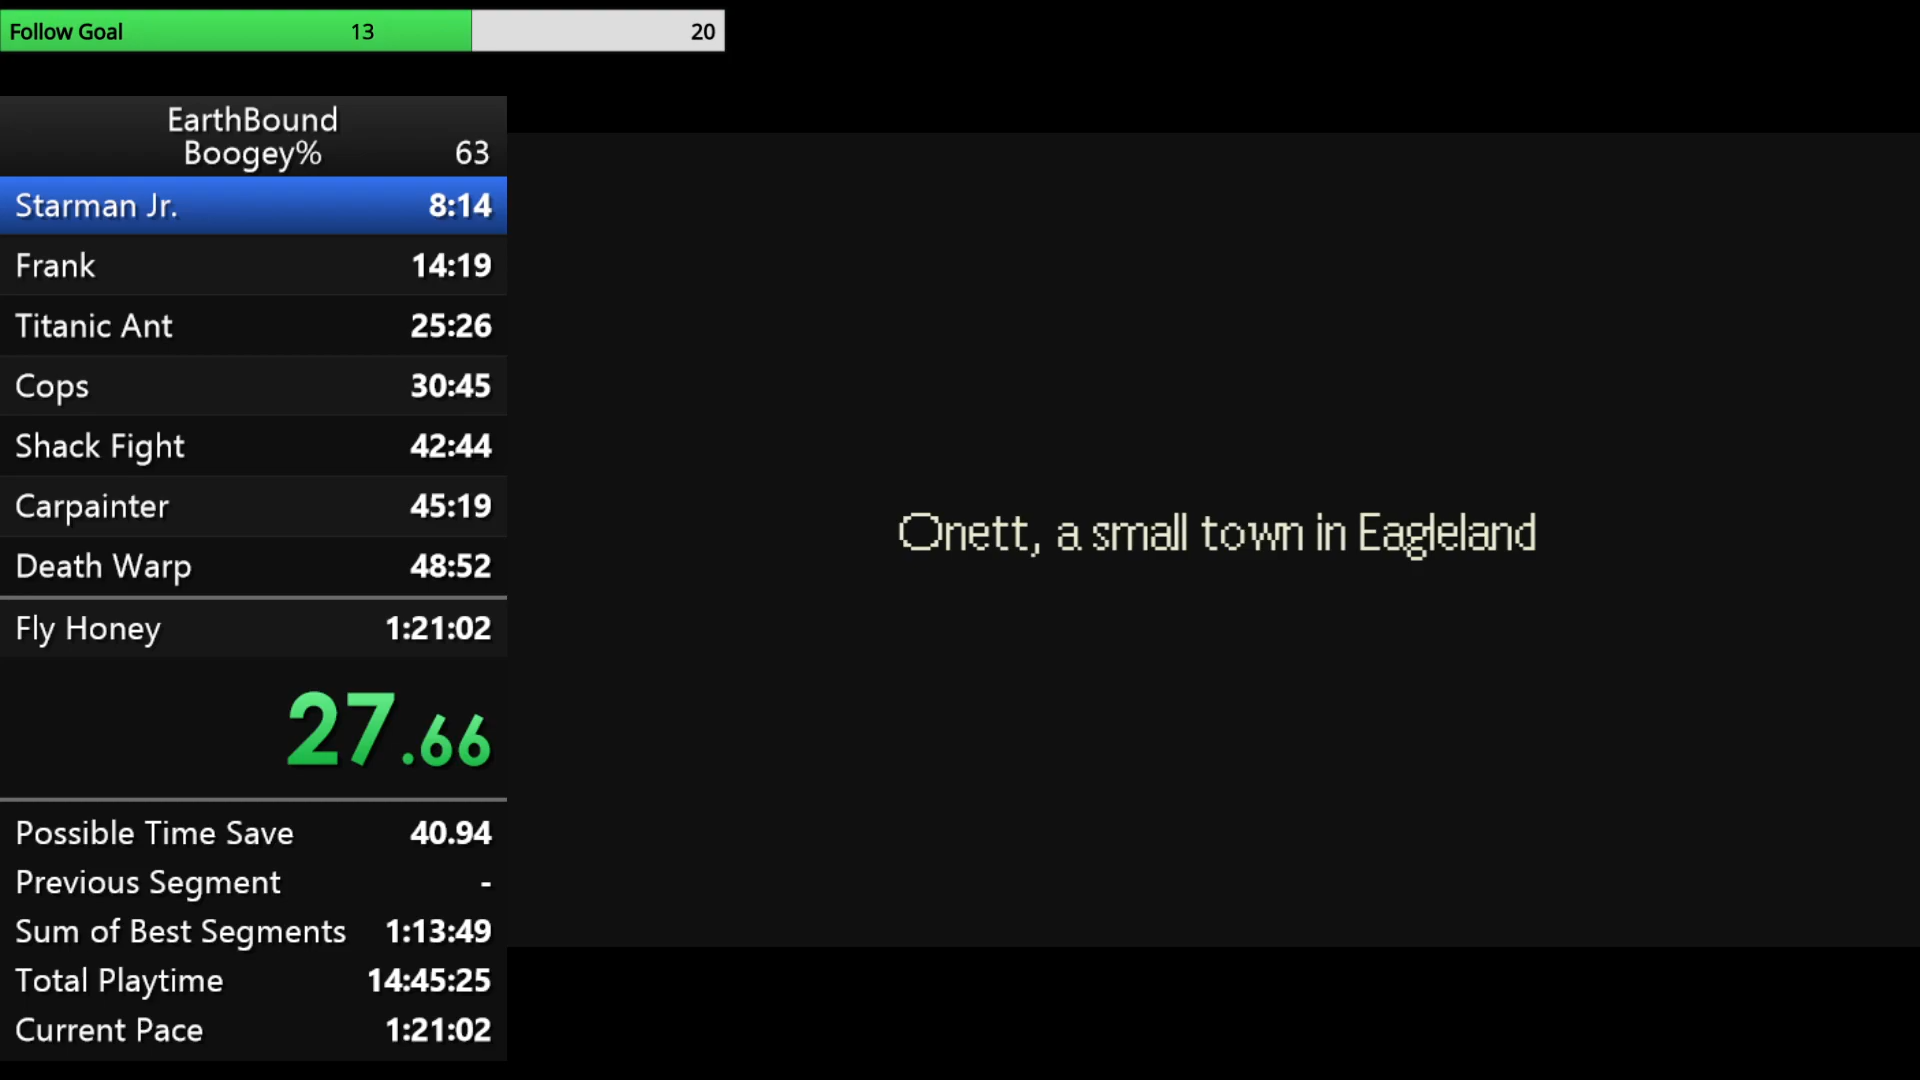 Follow Goal 13 20
EarthBound
Boogey% 63
Starman Jr. 8:14
Frank 14:19
Titanic Ant 25:26
Cops 30:45
Shack Fight 42:44
Carpainter 45:19
Death Warp 48:52
Fly Honey 1:21:02
27.66
Possible Time Save 40.94
Previous Segment -
Sum of Best Segments 1:13:49
Total Playtime 14:45:25
Current Pace 1:21:02
Onett, a small town in Eagleland